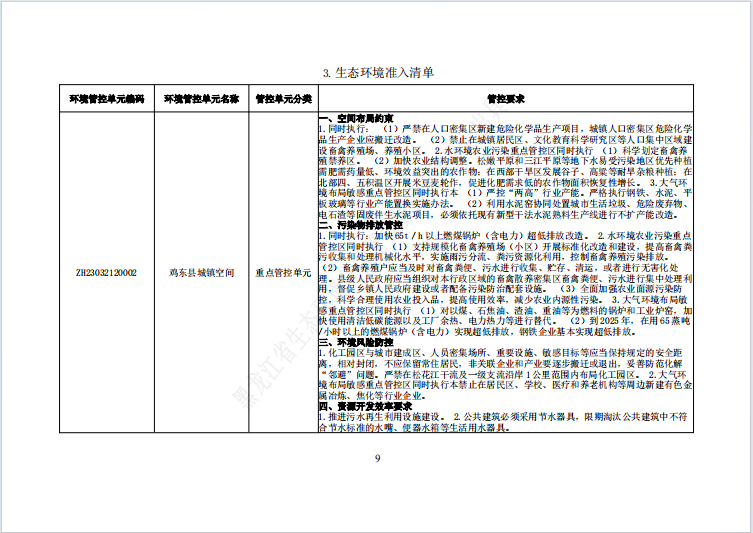 3. 生态环境准入清单
环境管控单元编码 环境管控单元名称 管控单元分类 管控要求
ZH23032120002 鸡东县城镇空间 重点管控单元
一、空间布局约束
1.同时执行： （1）严禁在人口密集区新建危险化学品生产项目，城镇人口密集区危险化学
品生产企业应搬迁改造。 （2）禁止在城镇居民区、文化教育科学研究区等人口集中区域建
设畜禽养殖场、养殖小区。 2.水环境农业污染重点管控区同时执行 （1）科学划定畜禽养
殖禁养区。 （2）加快农业结构调整。松嫩平原和三江平原等地下水易受污染地区优先种植
需肥需药量低、环境效益突出的农作物；在西部干旱区发展谷子、高粱等耐旱杂粮种植；在
北部四、五积温区开展米豆麦轮作，促进化肥需求低的农作物面积恢复性增长。 3.大气环
境布局敏感重点管控区同时执行本 （1）严控“两高”行业产能。严格执行钢铁、水泥、平
板玻璃等行业产能置换实施办法。 （2）利用水泥窑协同处置城市生活垃圾、危险废弃物、
电石渣等固废伴生水泥项目，必须依托现有新型干法水泥熟料生产线进行不扩产能改造。
二、污染物排放管控
1.同时执行：加快65t/h以上燃煤锅炉（含电力）超低排放改造。 2.水环境农业污染重点
管控区同时执行 （1）支持规模化畜禽养殖场（小区）开展标准化改造和建设，提高畜禽粪
污收集和处理机械化水平，实施雨污分流、粪污资源化利用，控制畜禽养殖污染排放。
（2）畜禽养殖户应当及时对畜禽粪便、污水进行收集、贮存、清运，或者进行无害化处
理。县级人民政府应当组织对本行政区域的畜禽散养密集区畜禽粪便、污水进行集中处理利
用，督促乡镇人民政府建设或者配备污染防治配套设施。 （3）全面加强农业面源污染防
控，科学合理使用农业投入品，提高使用效率，减少农业内源性污染。 3.大气环境布局敏
感重点管控区同时执行 （1）对以煤、石焦油、渣油、重油等为燃料的锅炉和工业炉窑，加
快使用清洁低碳能源以及工厂余热、电力热力等进行替代。 （2）到2025年，在用65蒸吨
/小时以上的燃煤锅炉（含电力）实现超低排放，钢铁企业基本实现超低排放。
三、环境风险防控
1.化工园区与城市建成区、人员密集场所、重要设施、敏感目标等应当保持规定的安全距
离，相对封闭，不应保留常住居民，非关联企业和产业要逐步搬迁或退出，妥善防范化解
“邻避”问题。严禁在松花江干流及一级支流沿岸1公里范围内布局化工园区。 2.大气环
境布局敏感重点管控区同时执行本禁止在居民区、学校、医疗和养老机构等周边新建有色金
属冶炼、焦化等行业企业。
四、资源开发效率要求
1.推进污水再生利用设施建设。 2.公共建筑必须采用节水器具，限期淘汰公共建筑中不符
合节水标准的水嘴、便器水箱等生活用水器具。
黑龙江省生态
9